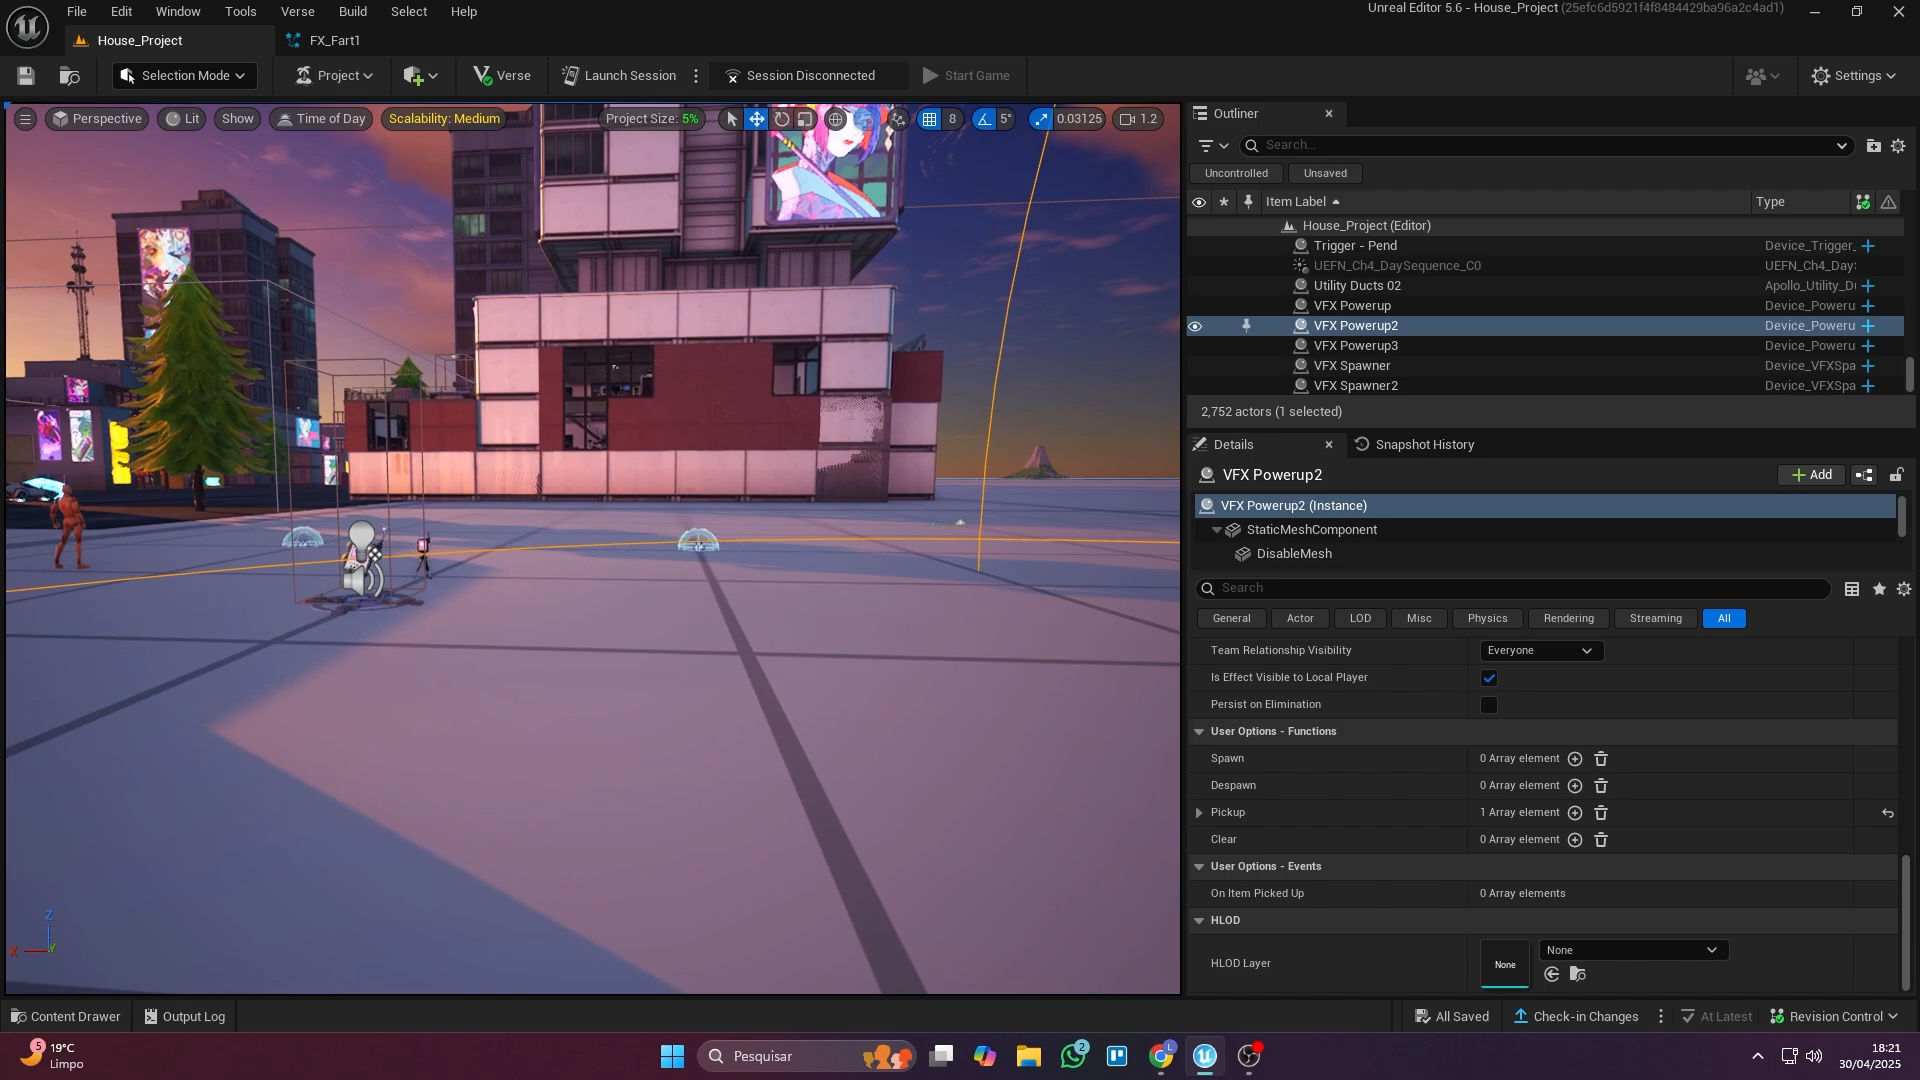 File Edit Window Tools Verse Build Select Help
Unreal Editor 5.6 - House_Project (25efc6d5921f4f8484429ba96a2c4ad1)
House_Project
FX_Fart1
Selection Mode
Project
Verse
Launch Session
Session Disconnected
Start Game
Settings
Perspective
Lit
Show
Time of Day
Scalability: Medium
Project Size: 5%
8
5°
0.03125
1.2
Outliner
Search...
Uncontrolled
Unsaved
Item Label
Type
House_Project (Editor)
Trigger - Pend Device_Trigger_
UEFN_Ch4_DaySequence_C0 UEFN_Ch4_Day
Utility Ducts 02 Apollo_Utility_D
VFX Powerup Device_Poweru
VFX Powerup2 Device_Poweru
VFX Powerup3 Device_Poweru
VFX Spawner Device_VFXSpa
VFX Spawner2 Device_VFXSpa
2,752 actors (1 selected)
Details
Snapshot History
VFX Powerup2
Add
VFX Powerup2 (Instance)
StaticMeshComponent
DisableMesh
Search
General Actor LOD Misc Physics Rendering Streaming All
Team Relationship Visibility Everyone
Is Effect Visible to Local Player
Persist on Elimination
User Options - Functions
Spawn 0 Array element
Despawn 0 Array element
Pickup 1 Array element
Clear 0 Array element
User Options - Events
On Item Picked Up 0 Array elements
HLOD
HLOD Layer None None
X
Y
Z
Content Drawer
Output Log
All Saved
Check-in Changes
At Latest
Revision Control
5
19°C
Limpo
Pesquisar
2
L
18:21
30/04/2025